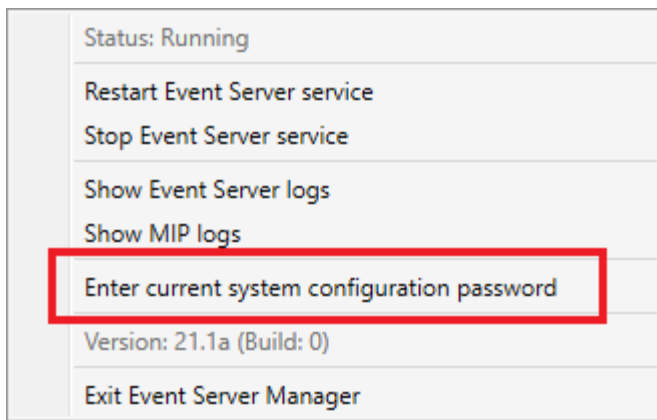 Status: Running
Restart Event Server service
Stop Event Server service
Show Event Server logs
Show MIP logs
Enter current system configuration password
Version: 21.1a (Build: 0)
Exit Event Server Manager